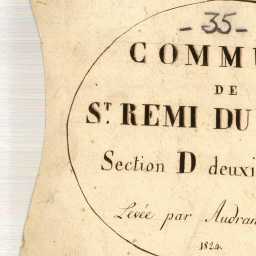 - 35 -
COMMU
DE
ST REMI DU
Section D deuxi
Levée par Audran
1824.